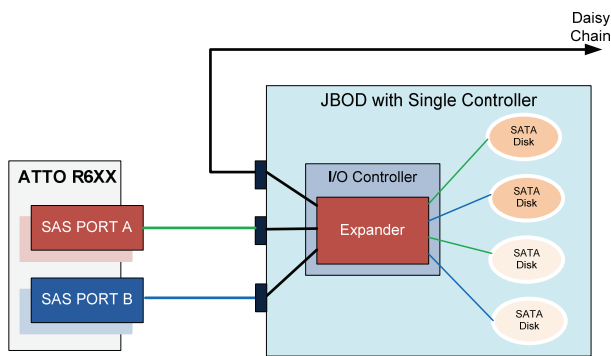 Daisy
Chain
JBOD with Single Controller
SATA
Disk
ATTO R6XX
I/O Controller
SATA
Disk
SAS PORT A
Expander
SATA
Disk
SAS PORT B
SATA
Disk